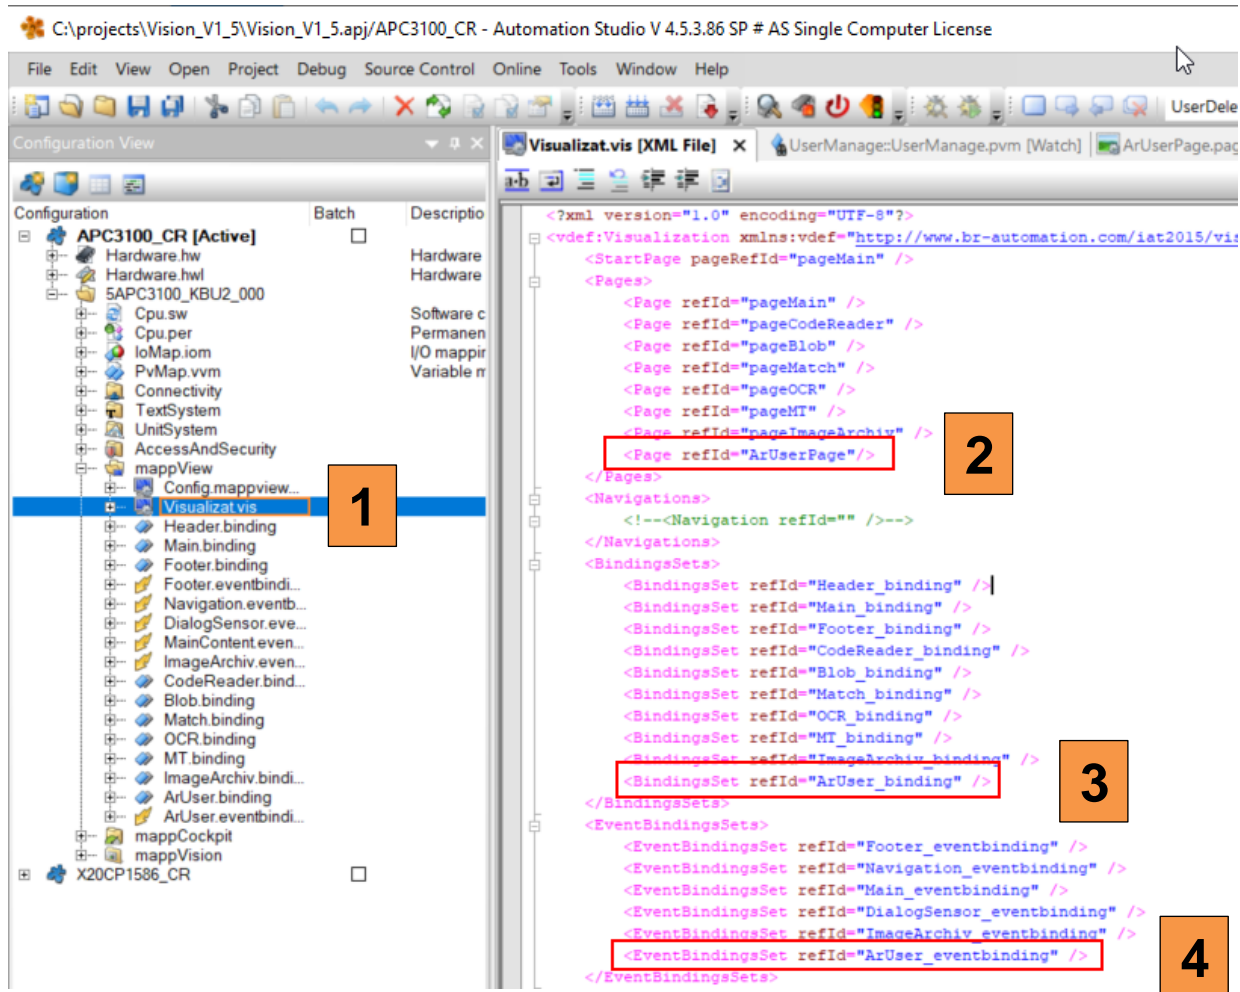 C:\projects\Vision_V1_5\Vision_V1_5.apj/APC3100_CR - Automation Studio V 4.5.3.86 SP # AS Single Computer License
File Edit View Open Project Debug Source Control Online Tools Window Help
UserDele
Configuration View
Visualizat.vis [XML File] X UserManage::UserManage.pvm [Watch] ArUserPage.pag
Configuration Batch Descriptio
APC3100_CR [Active]
Hardware.hw Hardware
Hardware.hwl Hardware
5APC3100_KBU2_000
Cpu.sw Software c
Cpu.per Permanen
IoMap.iom I/O mappir
PvMap.vvm Variable m
Connectivity
TextSystem
UnitSystem
AccessAndSecurity
mappView
Config.mappview...
Visualizat.vis
Header.binding
Main.binding
Footer.binding
Footer.eventbindi...
Navigation.eventb...
DialogSensor.eve...
MainContent.even...
ImageArchiv.even...
CodeReader.bind...
Blob.binding
Match.binding
OCR.binding
MT.binding
ImageArchiv.bindi...
ArUser.binding
ArUser.eventbindi...
mappCockpit
mappVision
X20CP1586_CR
1
<?xml version="1.0" encoding="UTF-8"?>
<vdef:Visualization xmlns:vdef="http://www.br-automation.com/iat2015/vis
<StartPage pageRefId="pageMain" />
<Pages>
<Page refId="pageMain" />
<Page refId="pageCodeReader" />
<Page refId="pageBlob" />
<Page refId="pageMatch" />
<Page refId="pageOCR" />
<Page refId="pageMT" />
<Page refId="pageImageArchiv" />
<Page refId="ArUserPage"/>
2
</Pages>
<Navigations>
<!--<Navigation refId="" />-->
</Navigations>
<BindingsSets>
<BindingsSet refId="Header_binding" />
<BindingsSet refId="Main_binding" />
<BindingsSet refId="Footer_binding" />
<BindingsSet refId="CodeReader_binding" />
<BindingsSet refId="Blob_binding" />
<BindingsSet refId="Match_binding" />
<BindingsSet refId="OCR_binding" />
<BindingsSet refId="MT_binding" />
<BindingsSet refId="ImageArchiv_binding" />
<BindingsSet refId="ArUser_binding" />
3
</BindingsSets>
<EventBindingsSets>
<EventBindingsSet refId="Footer_eventbinding" />
<EventBindingsSet refId="Navigation_eventbinding" />
<EventBindingsSet refId="Main_eventbinding" />
<EventBindingsSet refId="DialogSensor_eventbinding" />
<EventBindingsSet refId="ImageArchiv_eventbinding" />
<EventBindingsSet refId="ArUser_eventbinding" />
4
</EventBindingsSets>